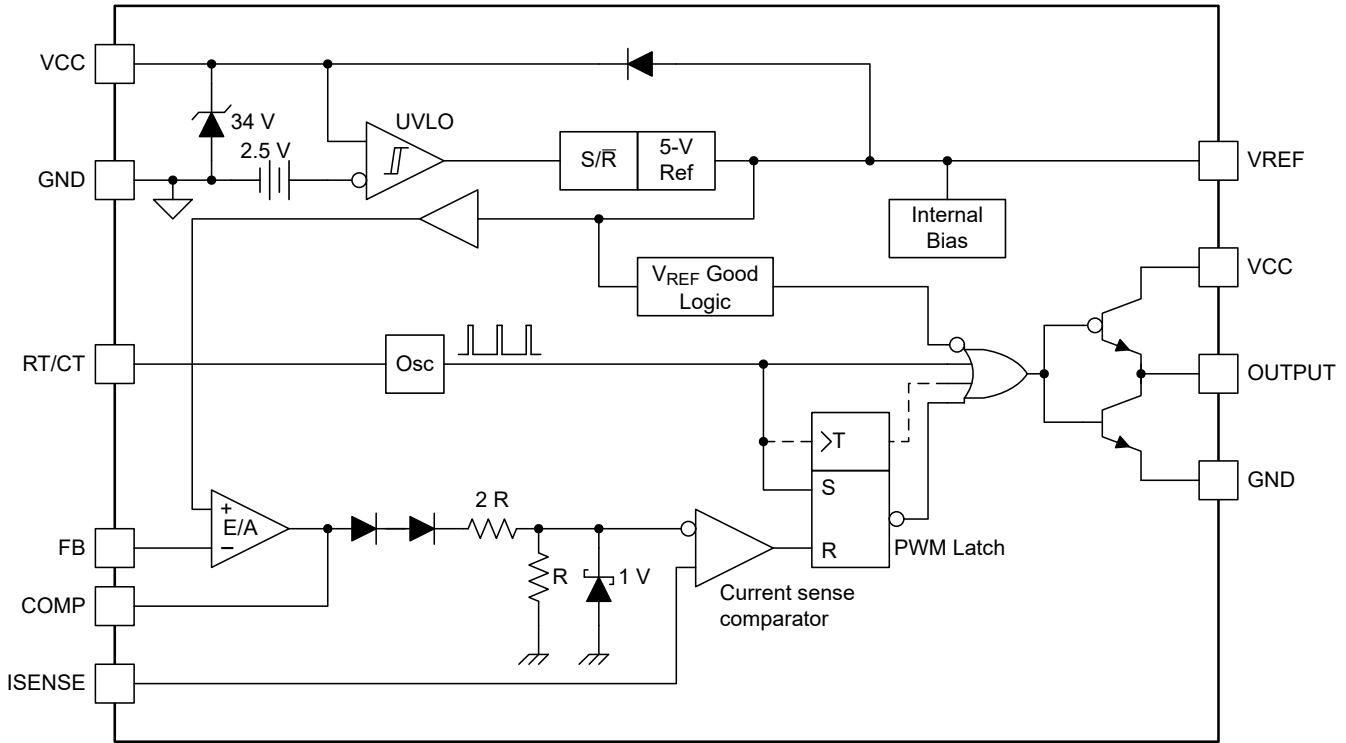 VCC
34 V
UVLO
2.5 V
S/R̅
5-V
Ref
GND
VREF
Internal
Bias
VREF Good
Logic
VCC
RT/CT
Osc
OUTPUT
T
S
R
PWM Latch
GND
2 R
+
E/A
−
FB
R
1 V
Current sense
comparator
COMP
ISENSE